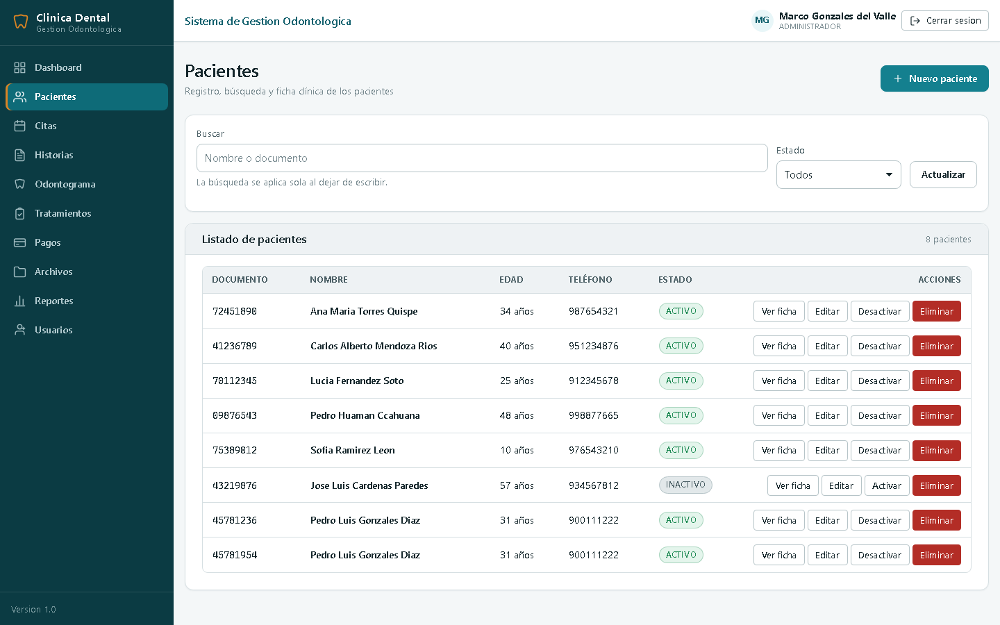 Clinica Dental
Gestion Odontologica
Dashboard
Pacientes
Citas
Historias
Odontograma
Tratamientos
Pagos
Archivos
Reportes
Usuarios
Version 1.0
Sistema de Gestion Odontologica
MG
Marco Gonzales del Valle
ADMINISTRADOR
Cerrar sesion
Pacientes
Registro, búsqueda y ficha clínica de los pacientes
+ Nuevo paciente
Buscar
Nombre o documento
La búsqueda se aplica sola al dejar de escribir.
Estado
Todos
Actualizar
Listado de pacientes
8 pacientes
DOCUMENTO NOMBRE EDAD TELÉFONO ESTADO ACCIONES
72451890 Ana Maria Torres Quispe 34 años 987654321 ACTIVO Ver ficha Editar Desactivar Eliminar
41236789 Carlos Alberto Mendoza Rios 40 años 951234876 ACTIVO Ver ficha Editar Desactivar Eliminar
70112345 Lucia Fernandez Soto 25 años 912345678 ACTIVO Ver ficha Editar Desactivar Eliminar
09876543 Pedro Huaman Ccahuana 48 años 998877665 ACTIVO Ver ficha Editar Desactivar Eliminar
75389012 Sofia Ramirez Leon 10 años 976543210 ACTIVO Ver ficha Editar Desactivar Eliminar
43219876 Jose Luis Cardenas Paredes 57 años 934567812 INACTIVO Ver ficha Editar Activar Eliminar
45781236 Pedro Luis Gonzales Diaz 31 años 900111222 ACTIVO Ver ficha Editar Desactivar Eliminar
45781954 Pedro Luis Gonzales Diaz 31 años 900111222 ACTIVO Ver ficha Editar Desactivar Eliminar